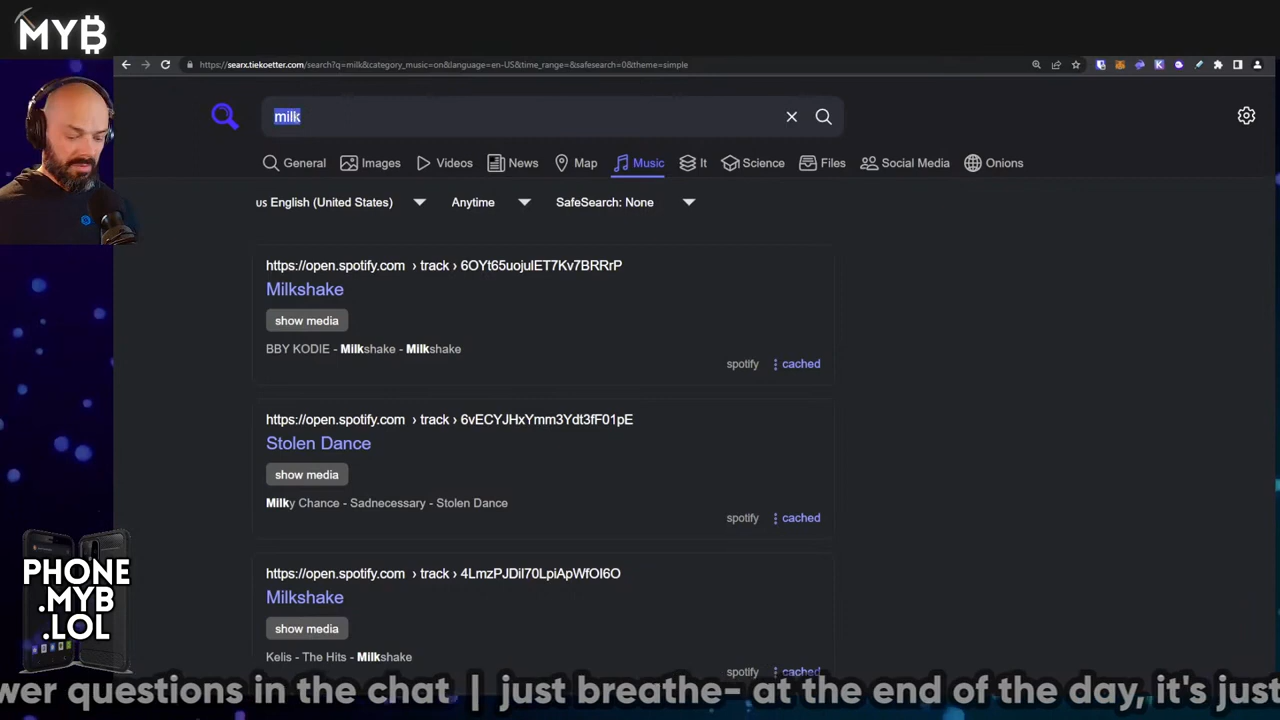 MYB
https://searx.tiekoetter.com/search?q=milk&category_music=on&language=en-US&time_range=&safesearch=0&theme=simple
milk
General Images Videos News Map Music It Science Files Social Media Onions
us English (United States) Anytime SafeSearch: None
https://open.spotify.com › track › 6OYt65uojulET7Kv7BRRrP
Milkshake
show media
BBY KODIE - Milkshake - Milkshake
spotify cached
https://open.spotify.com › track › 6vECYJHxYmm3Ydt3fF01pE
Stolen Dance
show media
Milky Chance - Sadnecessary - Stolen Dance
spotify cached
https://open.spotify.com › track › 4LmzPJDil70LpiApWfOI6O
Milkshake
show media
Kelis - The Hits - Milkshake
spotify cached
PHONE
.MYB
.LOL
wer questions in the chat | just breathe- at the end of the day, it's just